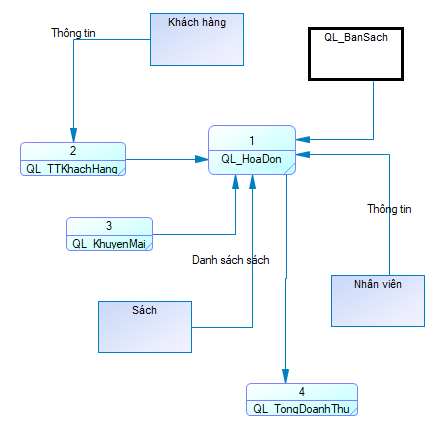 Khách hàng
Thông tin
QL_BanSach
1
QL_HoaDon
2
QL_TTKhachHang
Thông tin
3
QL_KhuyenMai
Danh sách sách
Nhân viên
Sách
4
QL_TongDoanhThu